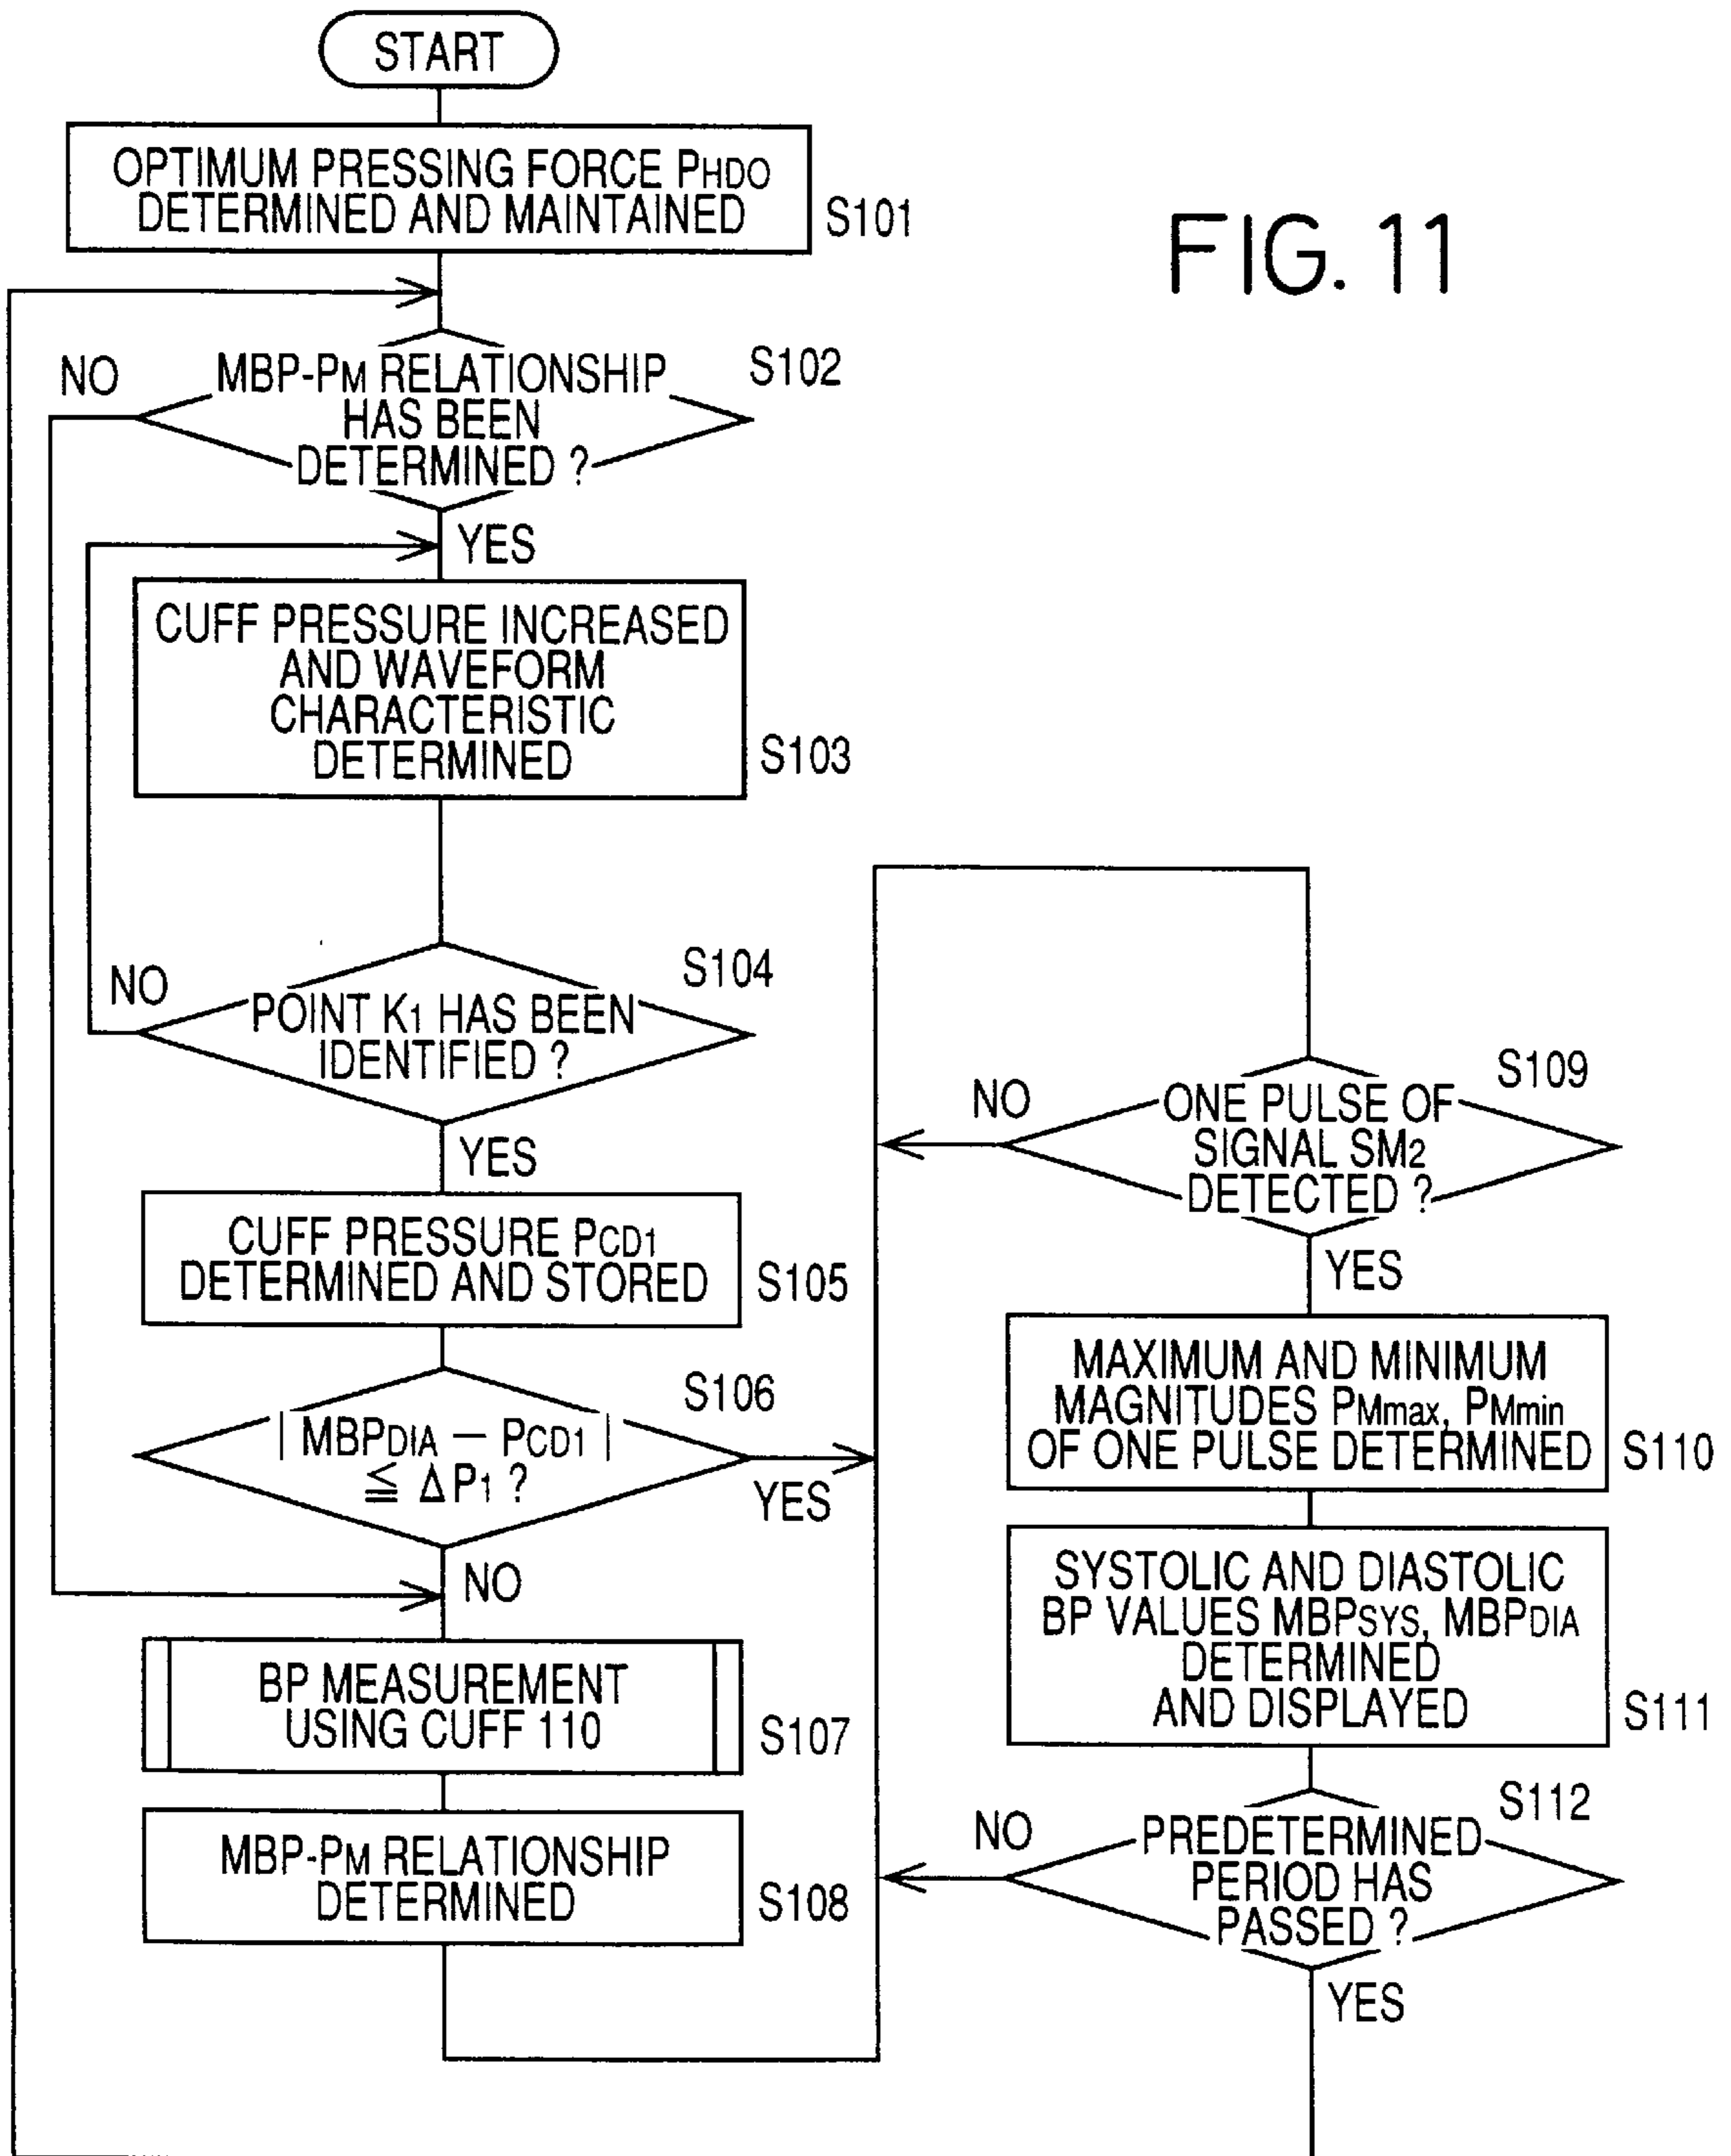 START
OPTIMUM PRESSING FORCE PHDO
DETERMINED AND MAINTAINED
S101
FIG. 11
NO
MBP-PM RELATIONSHIP
HAS BEEN
DETERMINED ?
S102
YES
CUFF PRESSURE INCREASED
AND WAVEFORM
CHARACTERISTIC
DETERMINED
S103
NO
POINT K1 HAS BEEN
IDENTIFIED ?
S104
YES
CUFF PRESSURE PCD1
DETERMINED AND STORED
S105
| MBPDIA — PCD1 |
≦ Δ P1 ?
S106
YES
NO
BP MEASUREMENT
USING CUFF 110
S107
MBP-PM RELATIONSHIP
DETERMINED
S108
NO
ONE PULSE OF
SIGNAL SM2
DETECTED ?
S109
YES
MAXIMUM AND MINIMUM
MAGNITUDES PMmax, PMmin
OF ONE PULSE DETERMINED
S110
SYSTOLIC AND DIASTOLIC
BP VALUES MBPSYS, MBPDIA
DETERMINED
AND DISPLAYED
S111
NO
PREDETERMINED
PERIOD HAS
PASSED ?
S112
YES